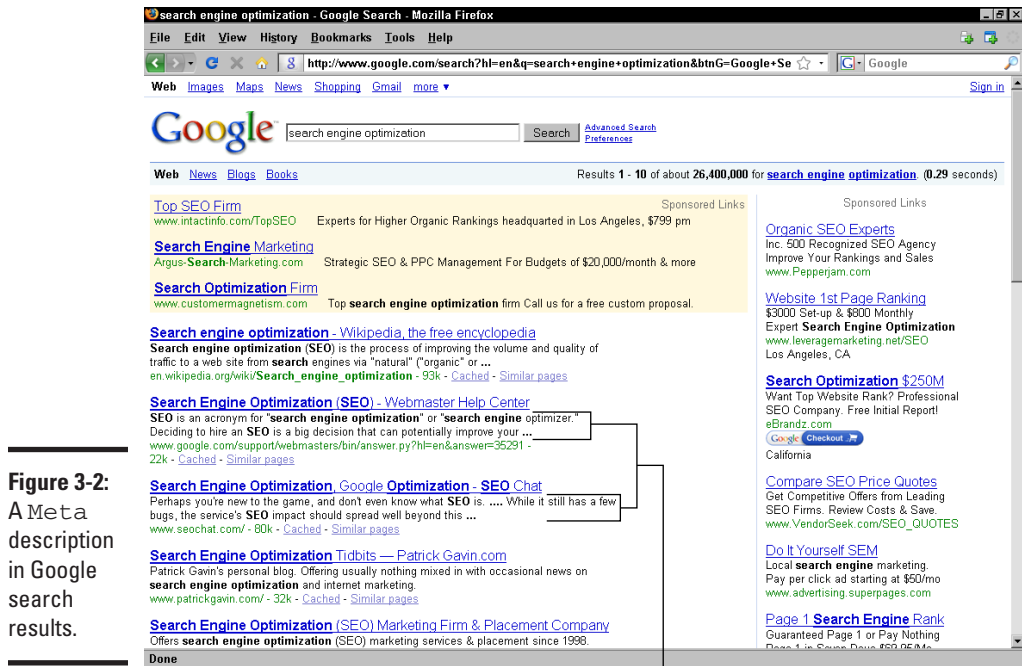 search engine optimization - Google Search - Mozilla Firefox
File Edit View History Bookmarks Tools Help
http://www.google.com/search?hl=en&q=search+engine+optimization&btnG=Google+Se
Google
Web Images Maps News Shopping Gmail more ▼
Sign in
Google
search engine optimization
Search
Advanced Search
Preferences
Web News Blogs Books
Results 1 - 10 of about 26,400,000 for search engine optimization. (0.29 seconds)
Top SEO Firm
Sponsored Links
www.intactinfo.com/TopSEO Experts for Higher Organic Rankings headquarted in Los Angeles, $799 pm
Search Engine Marketing
Argus-Search-Marketing.com Strategic SEO & PPC Management For Budgets of $20,000/month & more
Search Optimization Firm
www.customermagnetism.com Top search engine optimization firm Call us for a free custom proposal.
Search engine optimization - Wikipedia, the free encyclopedia
Search engine optimization (SEO) is the process of improving the volume and quality of
traffic to a web site from search engines via "natural" ("organic" or ...
en.wikipedia.org/wiki/Search_engine_optimization - 93k - Cached - Similar pages
Search Engine Optimization (SEO) - Webmaster Help Center
SEO is an acronym for "search engine optimization" or "search engine optimizer."
Deciding to hire an SEO is a big decision that can potentially improve your ...
www.google.com/support/webmasters/bin/answer.py?hl=en&answer=35291 -
22k - Cached - Similar pages
Search Engine Optimization, Google Optimization - SEO Chat
Perhaps you're new to the game, and don't even know what SEO is. .... While it still has a few
bugs, the service's SEO impact should spread well beyond this ...
www.seochat.com/ - 80k - Cached - Similar pages
Search Engine Optimization Tidbits — Patrick Gavin.com
Patrick Gavin's personal blog. Offering usually nothing mixed in with occasional news on
search engine optimization and internet marketing.
www.patrickgavin.com/ - 32k - Cached - Similar pages
Search Engine Optimization (SEO) Marketing Firm & Placement Company
Offers search engine optimization (SEO) marketing services & placement since 1998.
Sponsored Links
Organic SEO Experts
Inc. 500 Recognized SEO Agency
Improve Your Rankings and Sales
www.Pepperjam.com
Website 1st Page Ranking
$3000 Set-up & $800 Monthly
Expert Search Engine Optimization
www.leveragemarketing.net/SEO
Los Angeles, CA
Search Optimization $250M
Want Top Website Rank? Professional
SEO Company. Free Initial Report!
eBrandz.com
Google Checkout
California
Compare SEO Price Quotes
Get Competitive Offers from Leading
SEO Firms. Review Costs & Save.
www.VendorSeek.com/SEO_QUOTES
Do It Yourself SEM
Local search engine marketing.
Pay per click ad starting at $50/mo
www.advertising.superpages.com
Page 1 Search Engine Rank
Guaranteed Page 1 or Pay Nothing
Done
Figure 3-2:
A Meta
description
in Google
search
results.